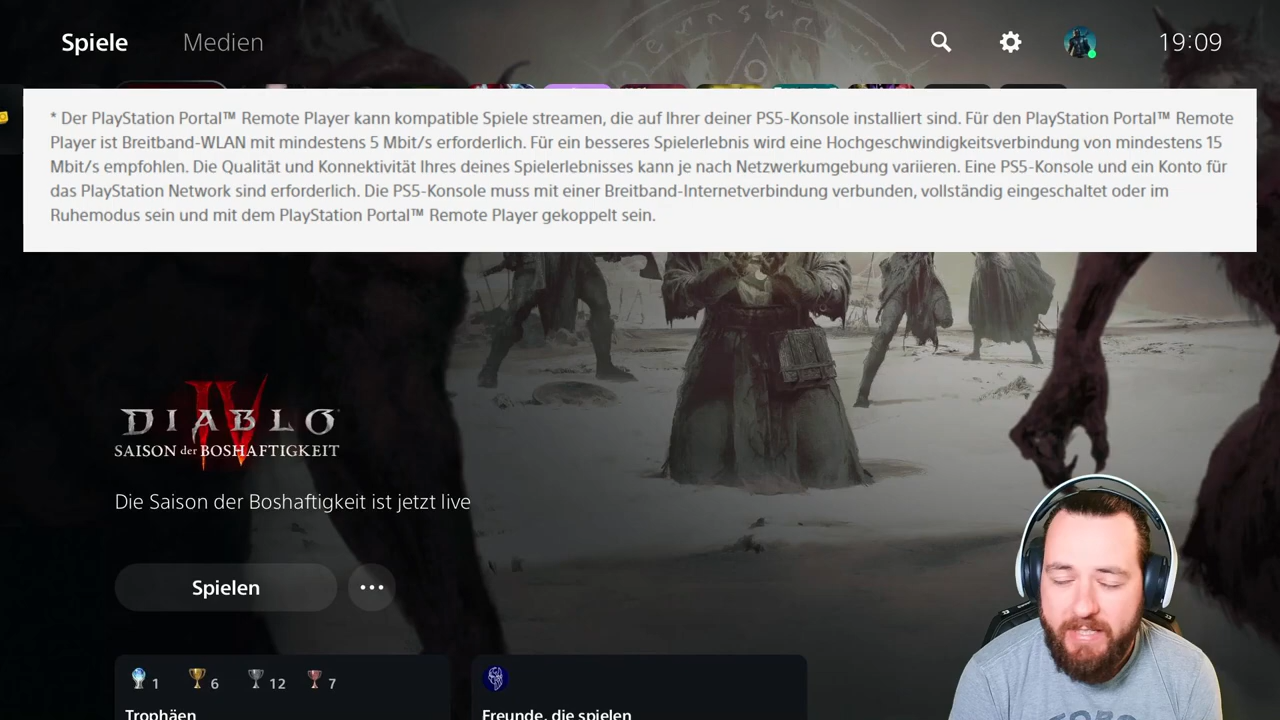 Spiele
Medien
19:09
* Der PlayStation Portal™ Remote Player kann kompatible Spiele streamen, die auf Ihrer deiner PS5-Konsole installiert sind. Für den PlayStation Portal™ Remote
Player ist Breitband-WLAN mit mindestens 5 Mbit/s erforderlich. Für ein besseres Spielerlebnis wird eine Hochgeschwindigkeitsverbindung von mindestens 15
Mbit/s empfohlen. Die Qualität und Konnektivität Ihres deines Spielerlebnisses kann je nach Netzwerkumgebung variieren. Eine PS5-Konsole und ein Konto für
das PlayStation Network sind erforderlich. Die PS5-Konsole muss mit einer Breitband-Internetverbindung verbunden, vollständig eingeschaltet oder im
Ruhemodus sein und mit dem PlayStation Portal™ Remote Player gekoppelt sein.
DIABLO IV
SAISON der BOSHAFTIGKEIT
Die Saison der Boshaftigkeit ist jetzt live
Spielen
1 6 12 7
Trophäen
Freunde, die spielen